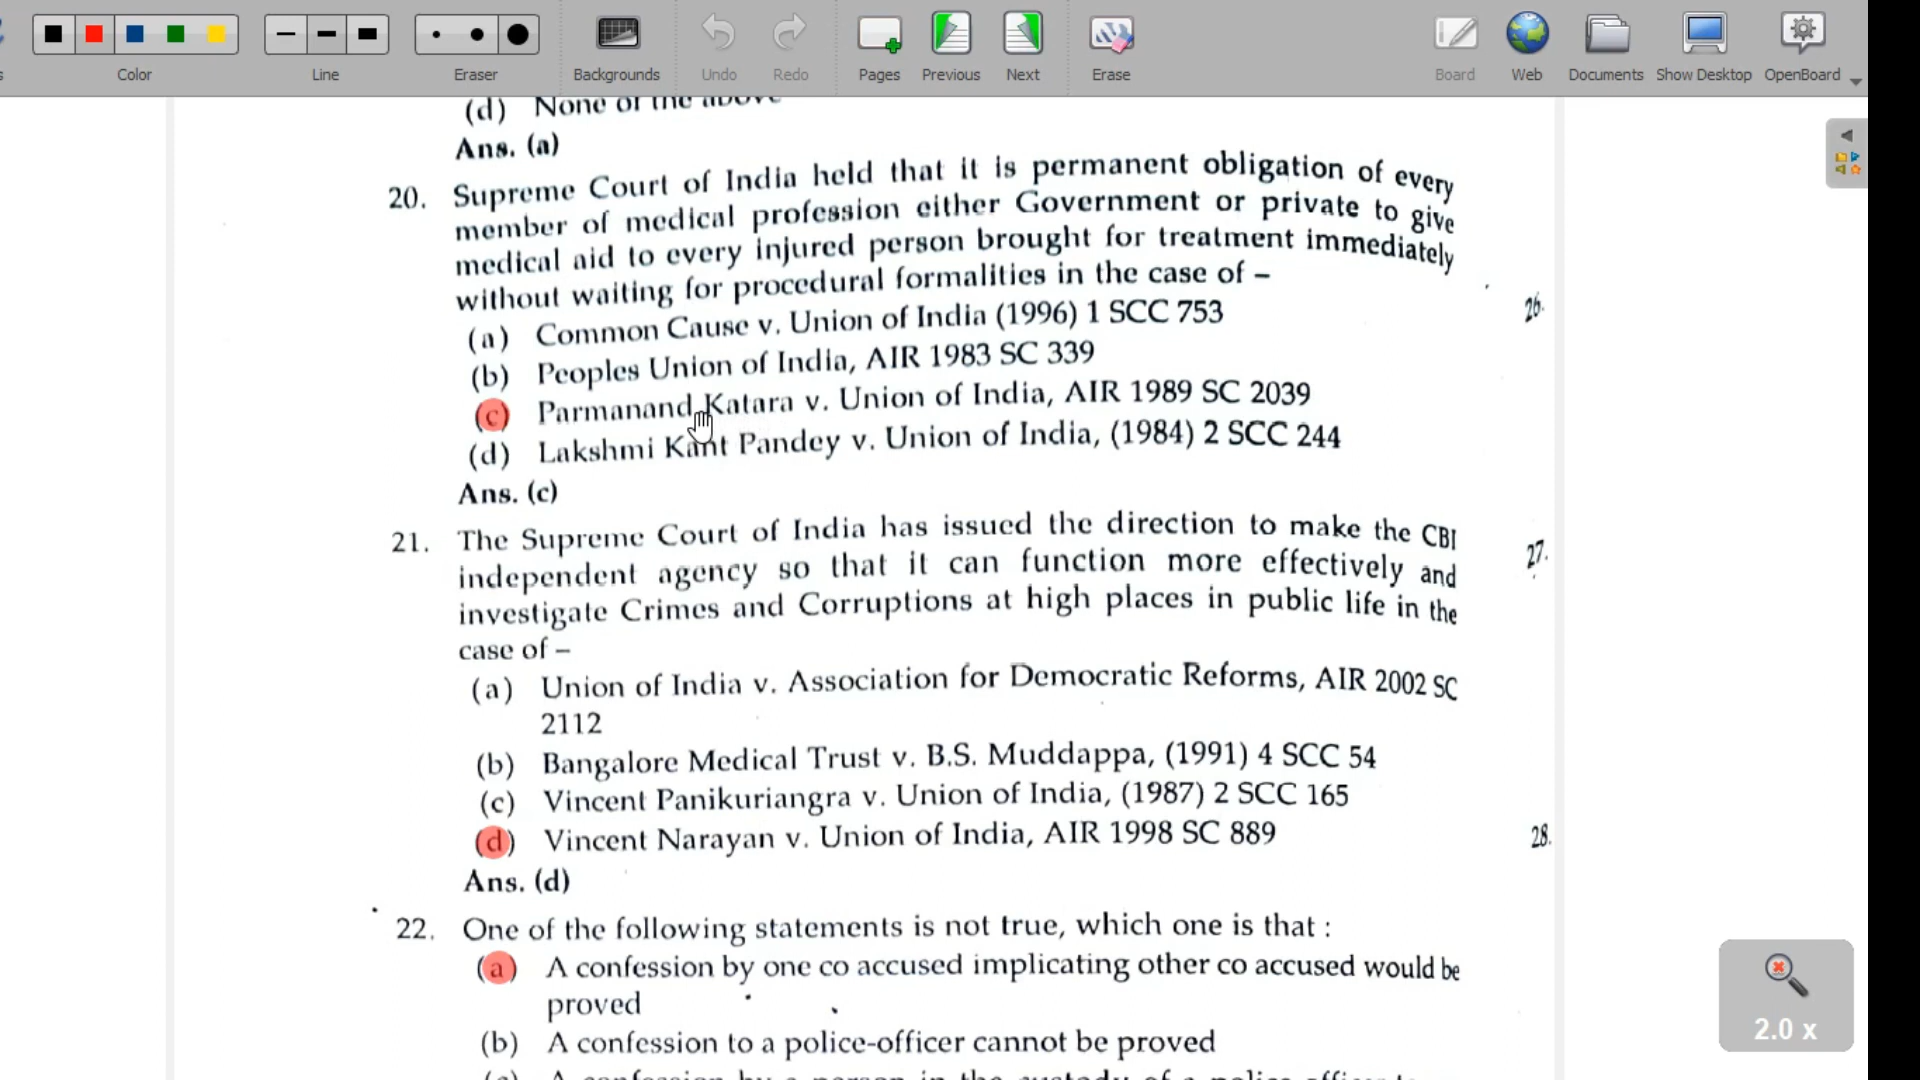 Color
Line
Eraser
Backgrounds
Undo
Redo
Pages
Previous
Next
Erase
Board
Web
Documents
Show Desktop
OpenBoard
(d) None of the above
Ans. (a)
20. Supreme Court of India held that it is permanent obligation of every
member of medical profession either Government or private to give
medical aid to every injured person brought for treatment immediately
without waiting for procedural formalities in the case of –
(a) Common Cause v. Union of India (1996) 1 SCC 753
(b) Peoples Union of India, AIR 1983 SC 339
(c) Parmanand Katara v. Union of India, AIR 1989 SC 2039
(d) Lakshmi Kant Pandey v. Union of India, (1984) 2 SCC 244
Ans. (c)
21. The Supreme Court of India has issued the direction to make the CBI
independent agency so that it can function more effectively and
investigate Crimes and Corruptions at high places in public life in the
case of –
(a) Union of India v. Association for Democratic Reforms, AIR 2002 SC
2112
(b) Bangalore Medical Trust v. B.S. Muddappa, (1991) 4 SCC 54
(c) Vincent Panikuriangra v. Union of India, (1987) 2 SCC 165
(d) Vincent Narayan v. Union of India, AIR 1998 SC 889
Ans. (d)
22. One of the following statements is not true, which one is that :
(a) A confession by one co accused implicating other co accused would be
proved
(b) A confession to a police-officer cannot be proved
26.
27.
28.
2.0 x